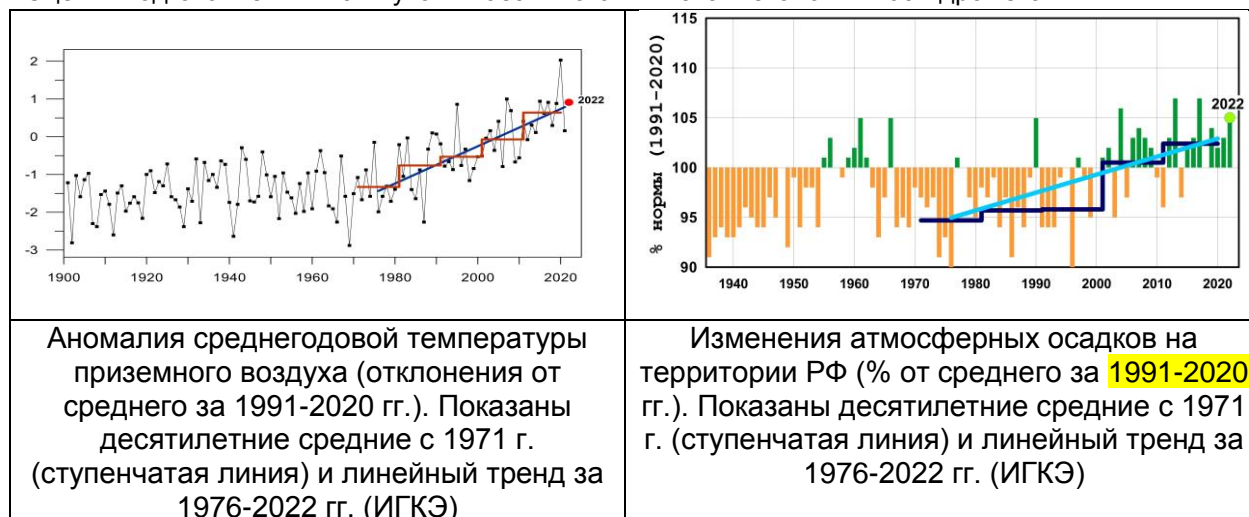 2
1
0
-1
-2
-3
1900
1920
1940
1960
1980
2000
2020
2022
% нормы (1991-2020)
115
110
105
100
95
90
1940
1950
1960
1970
1980
1990
2000
2010
2020
2022
Аномалия среднегодовой температуры
приземного воздуха (отклонения от
среднего за 1991-2020 гг.). Показаны
десятилетние средние с 1971 г.
(ступенчатая линия) и линейный тренд за
1976-2022 гг. (ИГКЭ)
Изменения атмосферных осадков на
территории РФ (% от среднего за 1991-2020
гг.). Показаны десятилетние средние с 1971
г. (ступенчатая линия) и линейный тренд за
1976-2022 гг. (ИГКЭ)